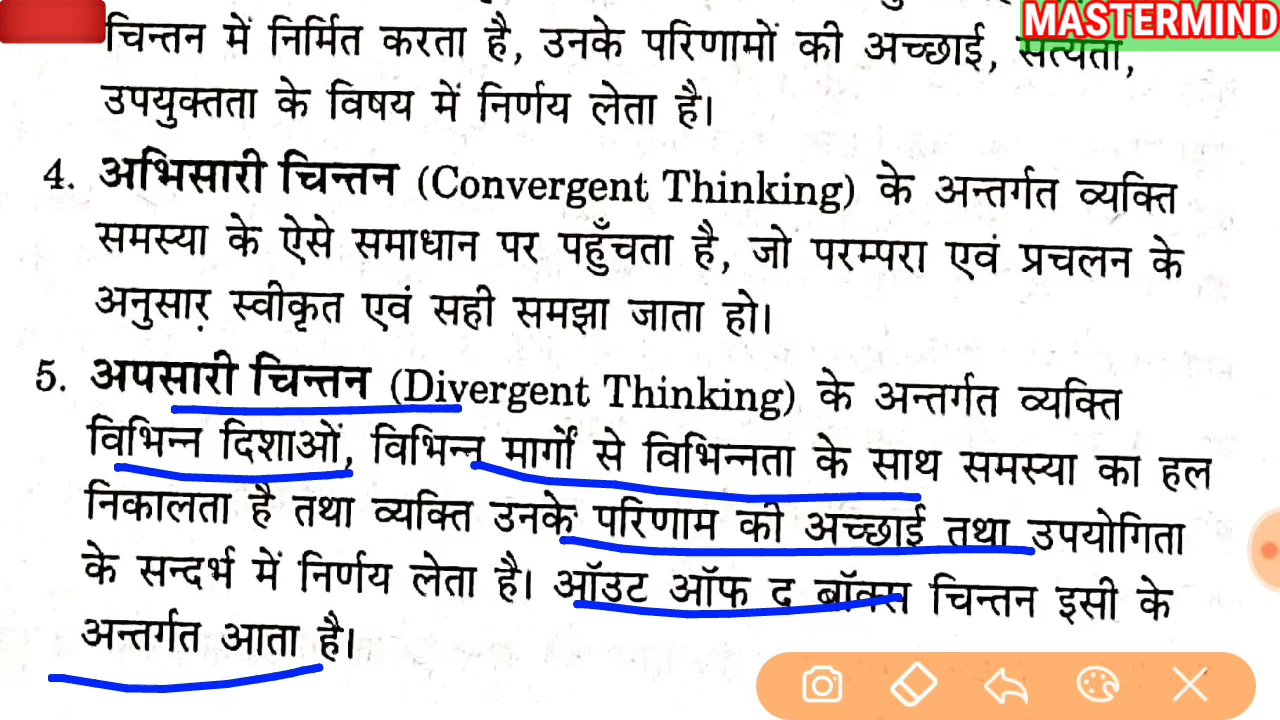 MASTERMIND
चिन्तन में निर्मित करता है, उनके परिणामों की अच्छाई, सत्यता,
उपयुक्तता के विषय में निर्णय लेता है।
4. अभिसारी चिन्तन (Convergent Thinking) के अन्तर्गत व्यक्ति
समस्या के ऐसे समाधान पर पहुँचता है, जो परम्परा एवं प्रचलन के
अनुसार स्वीकृत एवं सही समझा जाता हो।
5. अपसारी चिन्तन (Divergent Thinking) के अन्तर्गत व्यक्ति
विभिन्न दिशाओं, विभिन्न मार्गों से विभिन्नता के साथ समस्या का हल
निकालता है तथा व्यक्ति उनके परिणाम की अच्छाई तथा उपयोगिता
के सन्दर्भ में निर्णय लेता है। ऑउट ऑफ द बॉक्स चिन्तन इसी के
अन्तर्गत आता है।